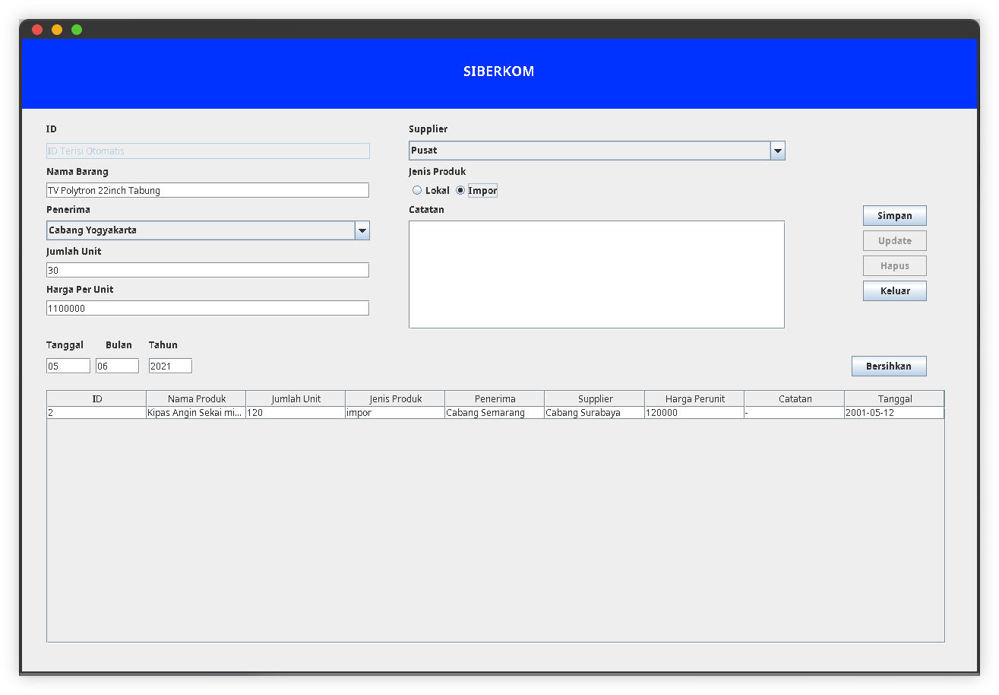 SIBERKOM
ID
ID Terisi Otomatis
Nama Barang
TV Polytron 22inch Tabung
Penerima
Cabang Yogyakarta
Jumlah Unit
30
Harga Per Unit
1100000
Tanggal Bulan Tahun
05 06 2021
Supplier
Pusat
Jenis Produk
Lokal Impor
Catatan
Simpan
Update
Hapus
Keluar
Bersihkan
ID Nama Produk Jumlah Unit Jenis Produk Penerima Supplier Harga Perunit Catatan Tanggal
2 Kipas Angin Sekai mi... 120 impor Cabang Semarang Cabang Surabaya 120000 - 2001-05-12